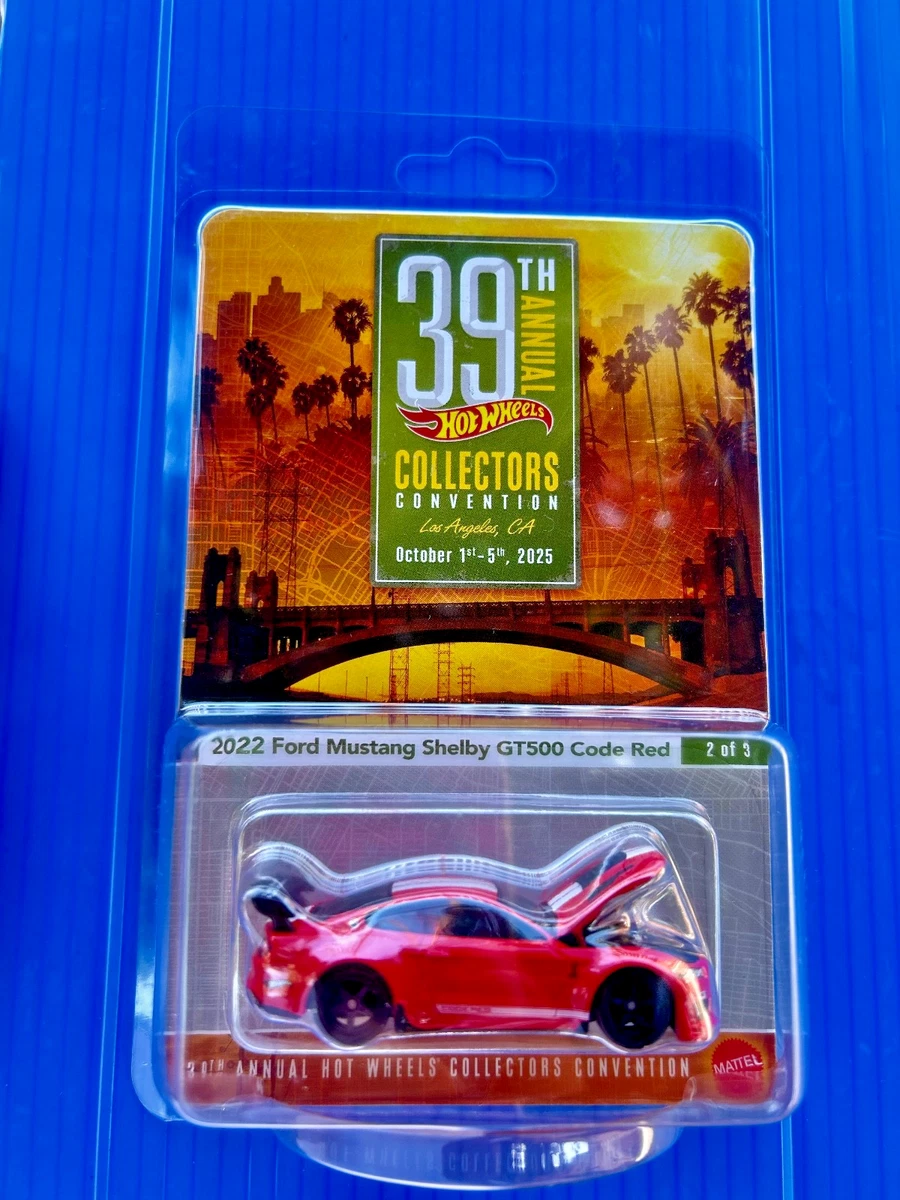 39TH
ANNUAL
Hot Wheels
COLLECTORS
CONVENTION
Los Angeles, CA
October 1st-5th, 2025
2022 Ford Mustang Shelby GT500 Code Red
2 of 3
39TH ANNUAL HOT WHEELS COLLECTORS CONVENTION
MATTEL